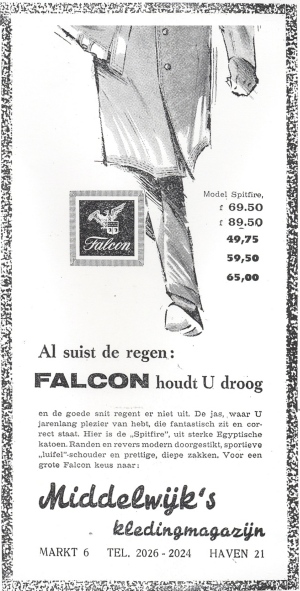 Model Spitfire,
f 69.50
f 89.50
49,75
59,50
65,00
Falcon
Al suist de regen:
FALCON houdt U droog
en de goede snit regent er niet uit. De jas, waar U
jarenlang plezier van hebt, die fantastisch zit en cor-
rect staat. Hier is de „Spitfire", uit sterke Egyptische
katoen. Randen en revers modern doorgestikt, sportieve
„luifel"-schouder en prettige, diepe zakken. Voor een
grote Falcon keus naar:
Middelwijk's
kledingmagazijn
MARKT 6 TEL. 2026 - 2024 HAVEN 21